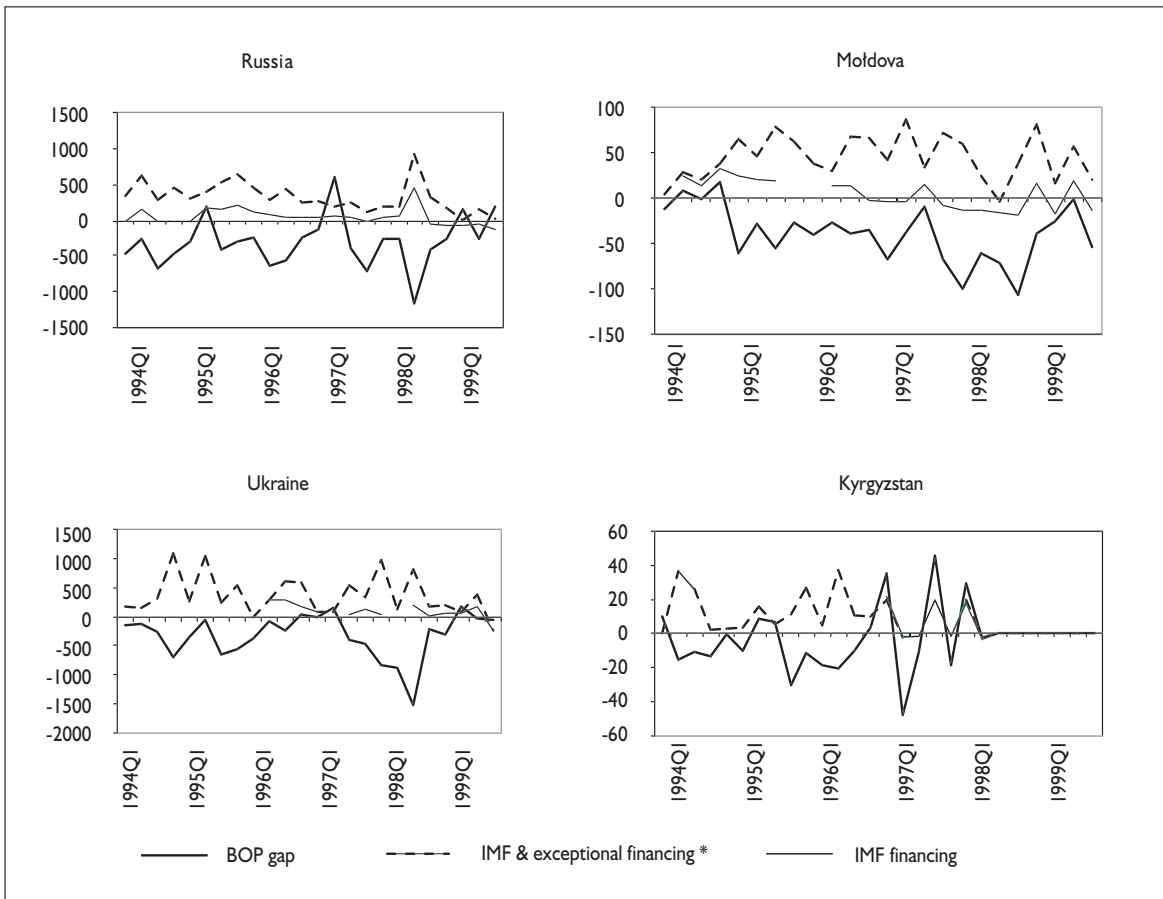 Russia
1500
1000
500
0
-500
-1000
-1500
1994Q1
1995Q1
1996Q1
1997Q1
1998Q1
1999Q1
Mołdova
100
50
0
-50
-100
-150
1994Q1
1995Q1
1996Q1
1997Q1
1998Q1
1999Q1
Ukraine
1500
1000
500
0
-500
-1000
-1500
-2000
1994Q1
1995Q1
1996Q1
1997Q1
1998Q1
1999Q1
Kyrgyzstan
60
40
20
0
-20
-40
-60
1994Q1
1995Q1
1996Q1
1997Q1
1998Q1
1999Q1
BOP gap IMF & exceptional financing * IMF financing